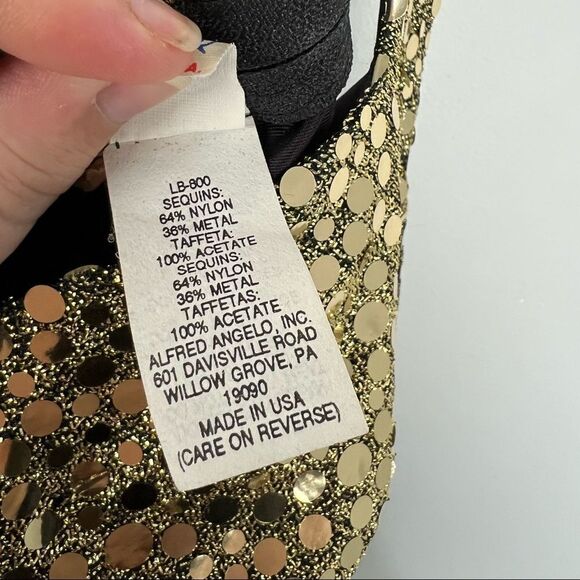 A.
LB-800
SEQUINS:
64% NYLON
36% METAL
TAFFETA:
100% ACETATE
SEQUINS:
64% NYLON
36% METAL
TAFFETAS:
100% ACETATE
ALFRED ANGELO, INC.
601 DAVISVILLE ROAD
WILLOW GROVE, PA
19090
MADE IN USA
(CARE ON REVERSE)